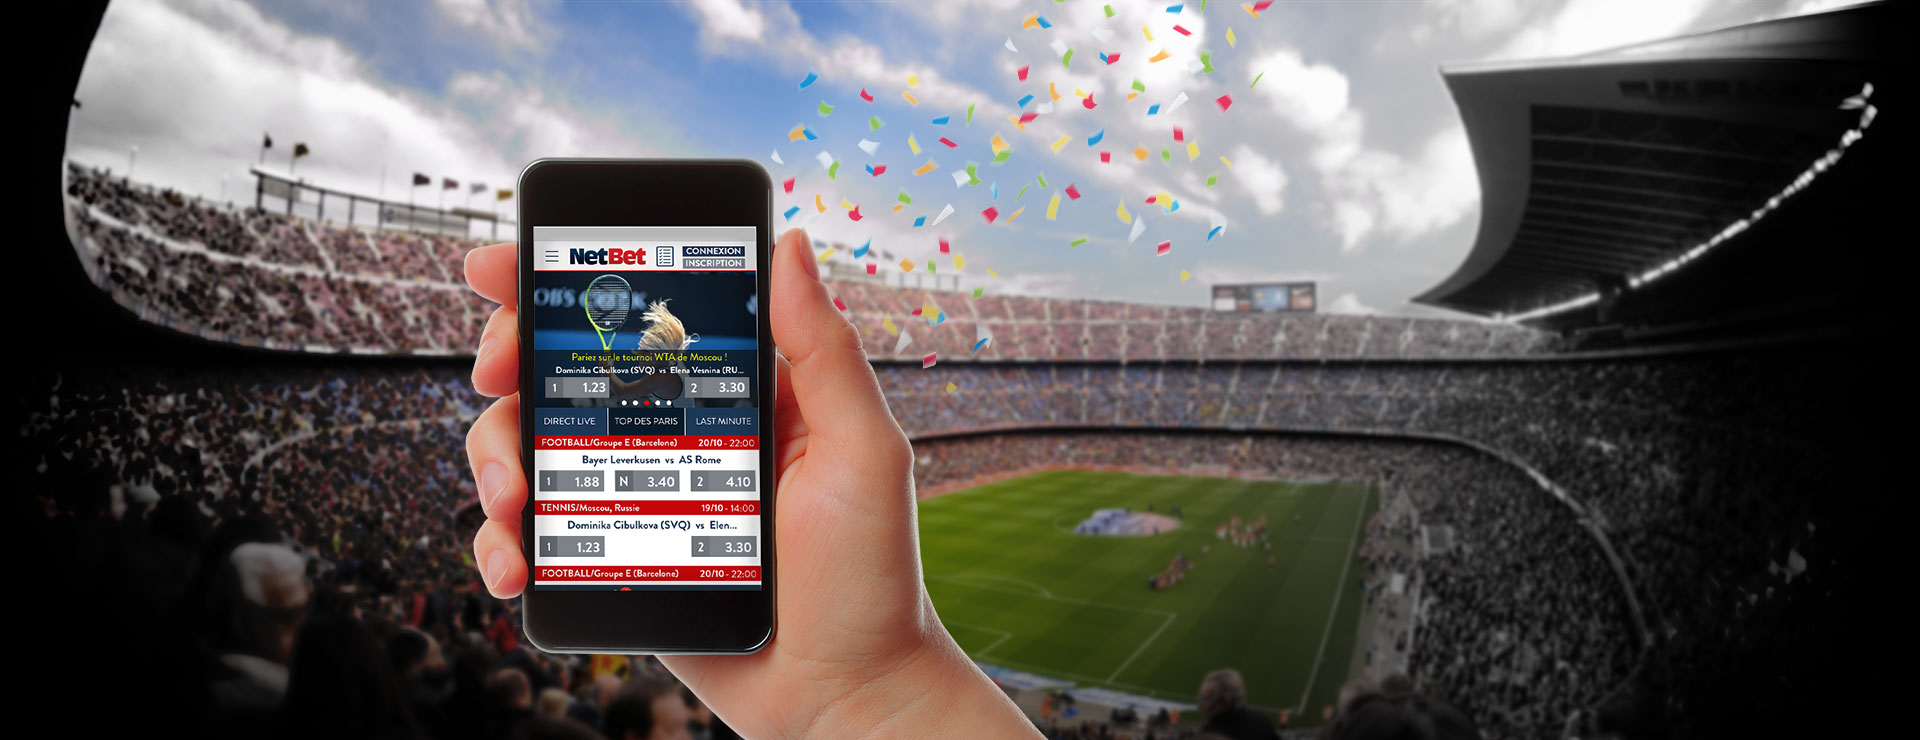 NetBet
CONNEXION
INSCRIPTION
OB'S
Pariez sur le tournoi WTA de Moscou !
Dominika Cibulkova (SVQ) vs Elena Vesnina (RU...
1 1.23 2 3.30
DIRECT LIVE TOP DES PARIS LAST MINUTE
FOOTBALL/Groupe E (Barcelone) 20/10 - 22:00
Bayer Leverkusen vs AS Rome
1 1.88 N 3.40 2 4.10
TENNIS/Moscou, Russie 19/10 - 14:00
Dominika Cibulkova (SVQ) vs Elen...
1 1.23 2 3.30
FOOTBALL/Groupe E (Barcelone) 20/10 - 22:00